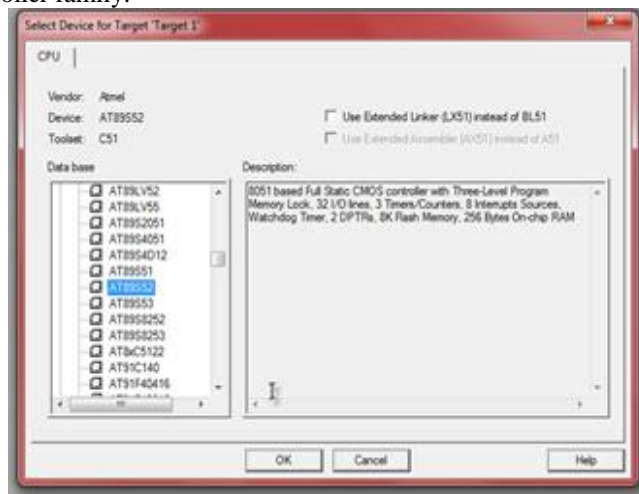 oller family.
Select Device for Target 'Target 1'
CPU
Vendor: Atmel
Device: AT89S52
Toolset: C51
Use Extended Linker (LX51) instead of BL51
Use Extended Assembler (AX51) instead of A51
Data base
Description:
AT89LV52
AT89LV55
AT89S2051
AT89S4051
AT89S4D12
AT89S51
AT89S52
AT89S53
AT89S8252
AT89S8253
AT8xC5122
AT91C140
AT91F40416
8051 based Full Static CMOS controller with Three-Level Program
Memory Lock, 32 I/O lines, 3 Timers/Counters, 8 Interrupts Sources,
Watchdog Timer, 2 DPTRs, 8K Flash Memory, 256 Bytes On-chip RAM
OK
Cancel
Help